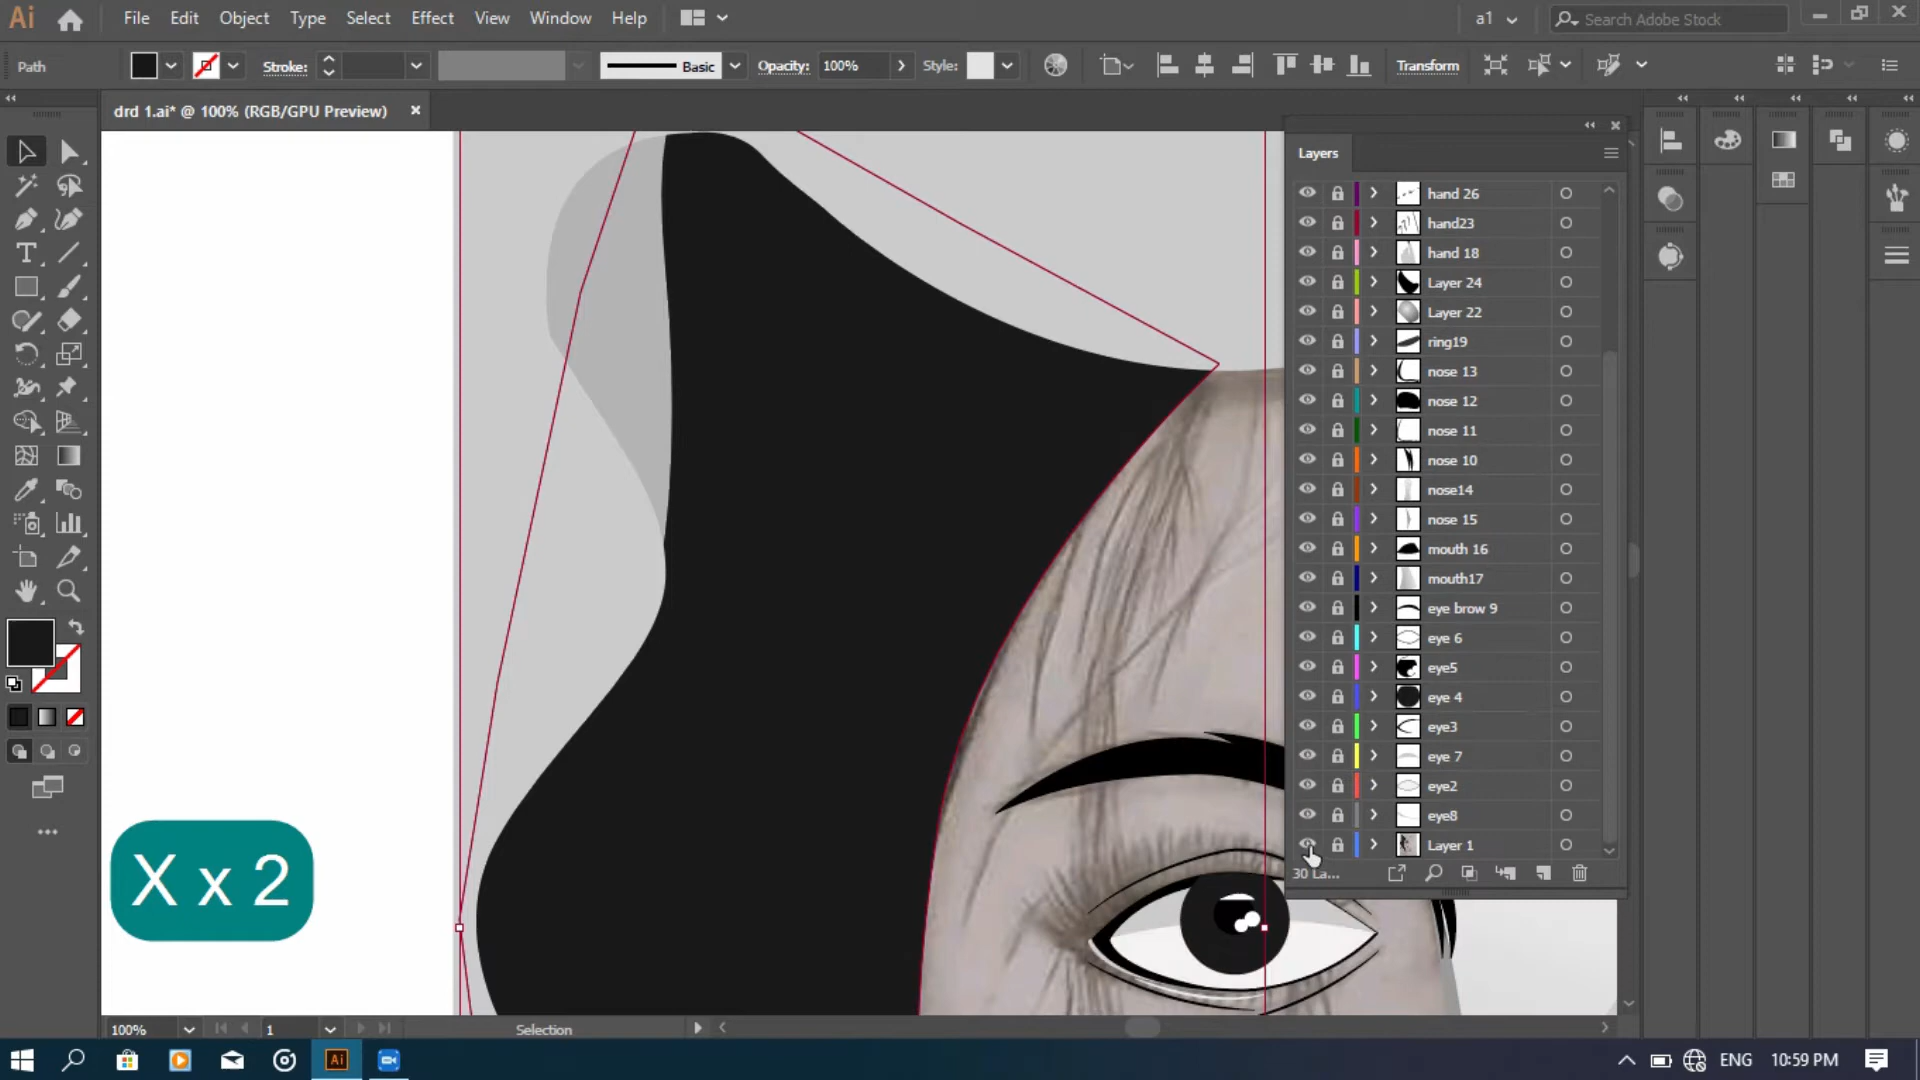 Ai File Edit Object Type Select Effect View Window Help a1 Search Adobe Stock
Path Stroke: Basic Opacity: 100% Style: Transform
drd 1.ai* @ 100% (RGB/GPU Preview)
Layers
hand 26
hand23
hand 18
Layer 24
Layer 22
ring19
nose 13
nose 12
nose 11
nose 10
nose14
nose 15
mouth 16
mouth17
eye brow 9
eye 6
eye5
eye 4
eye3
eye 7
eye2
eye8
Layer 1
30 La...
X x 2
100% 1 Selection
Ai ENG 10:59 PM